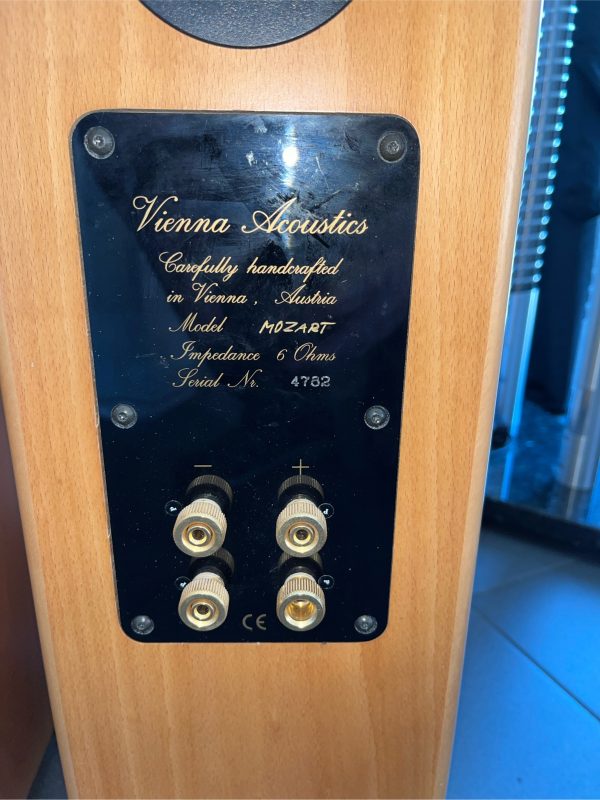 Vienna Acoustics
Carefully handcrafted
in Vienna, Austria
Model MOZART
Impedance 6 Ohms
Serial Nr. 4782
− +
CE